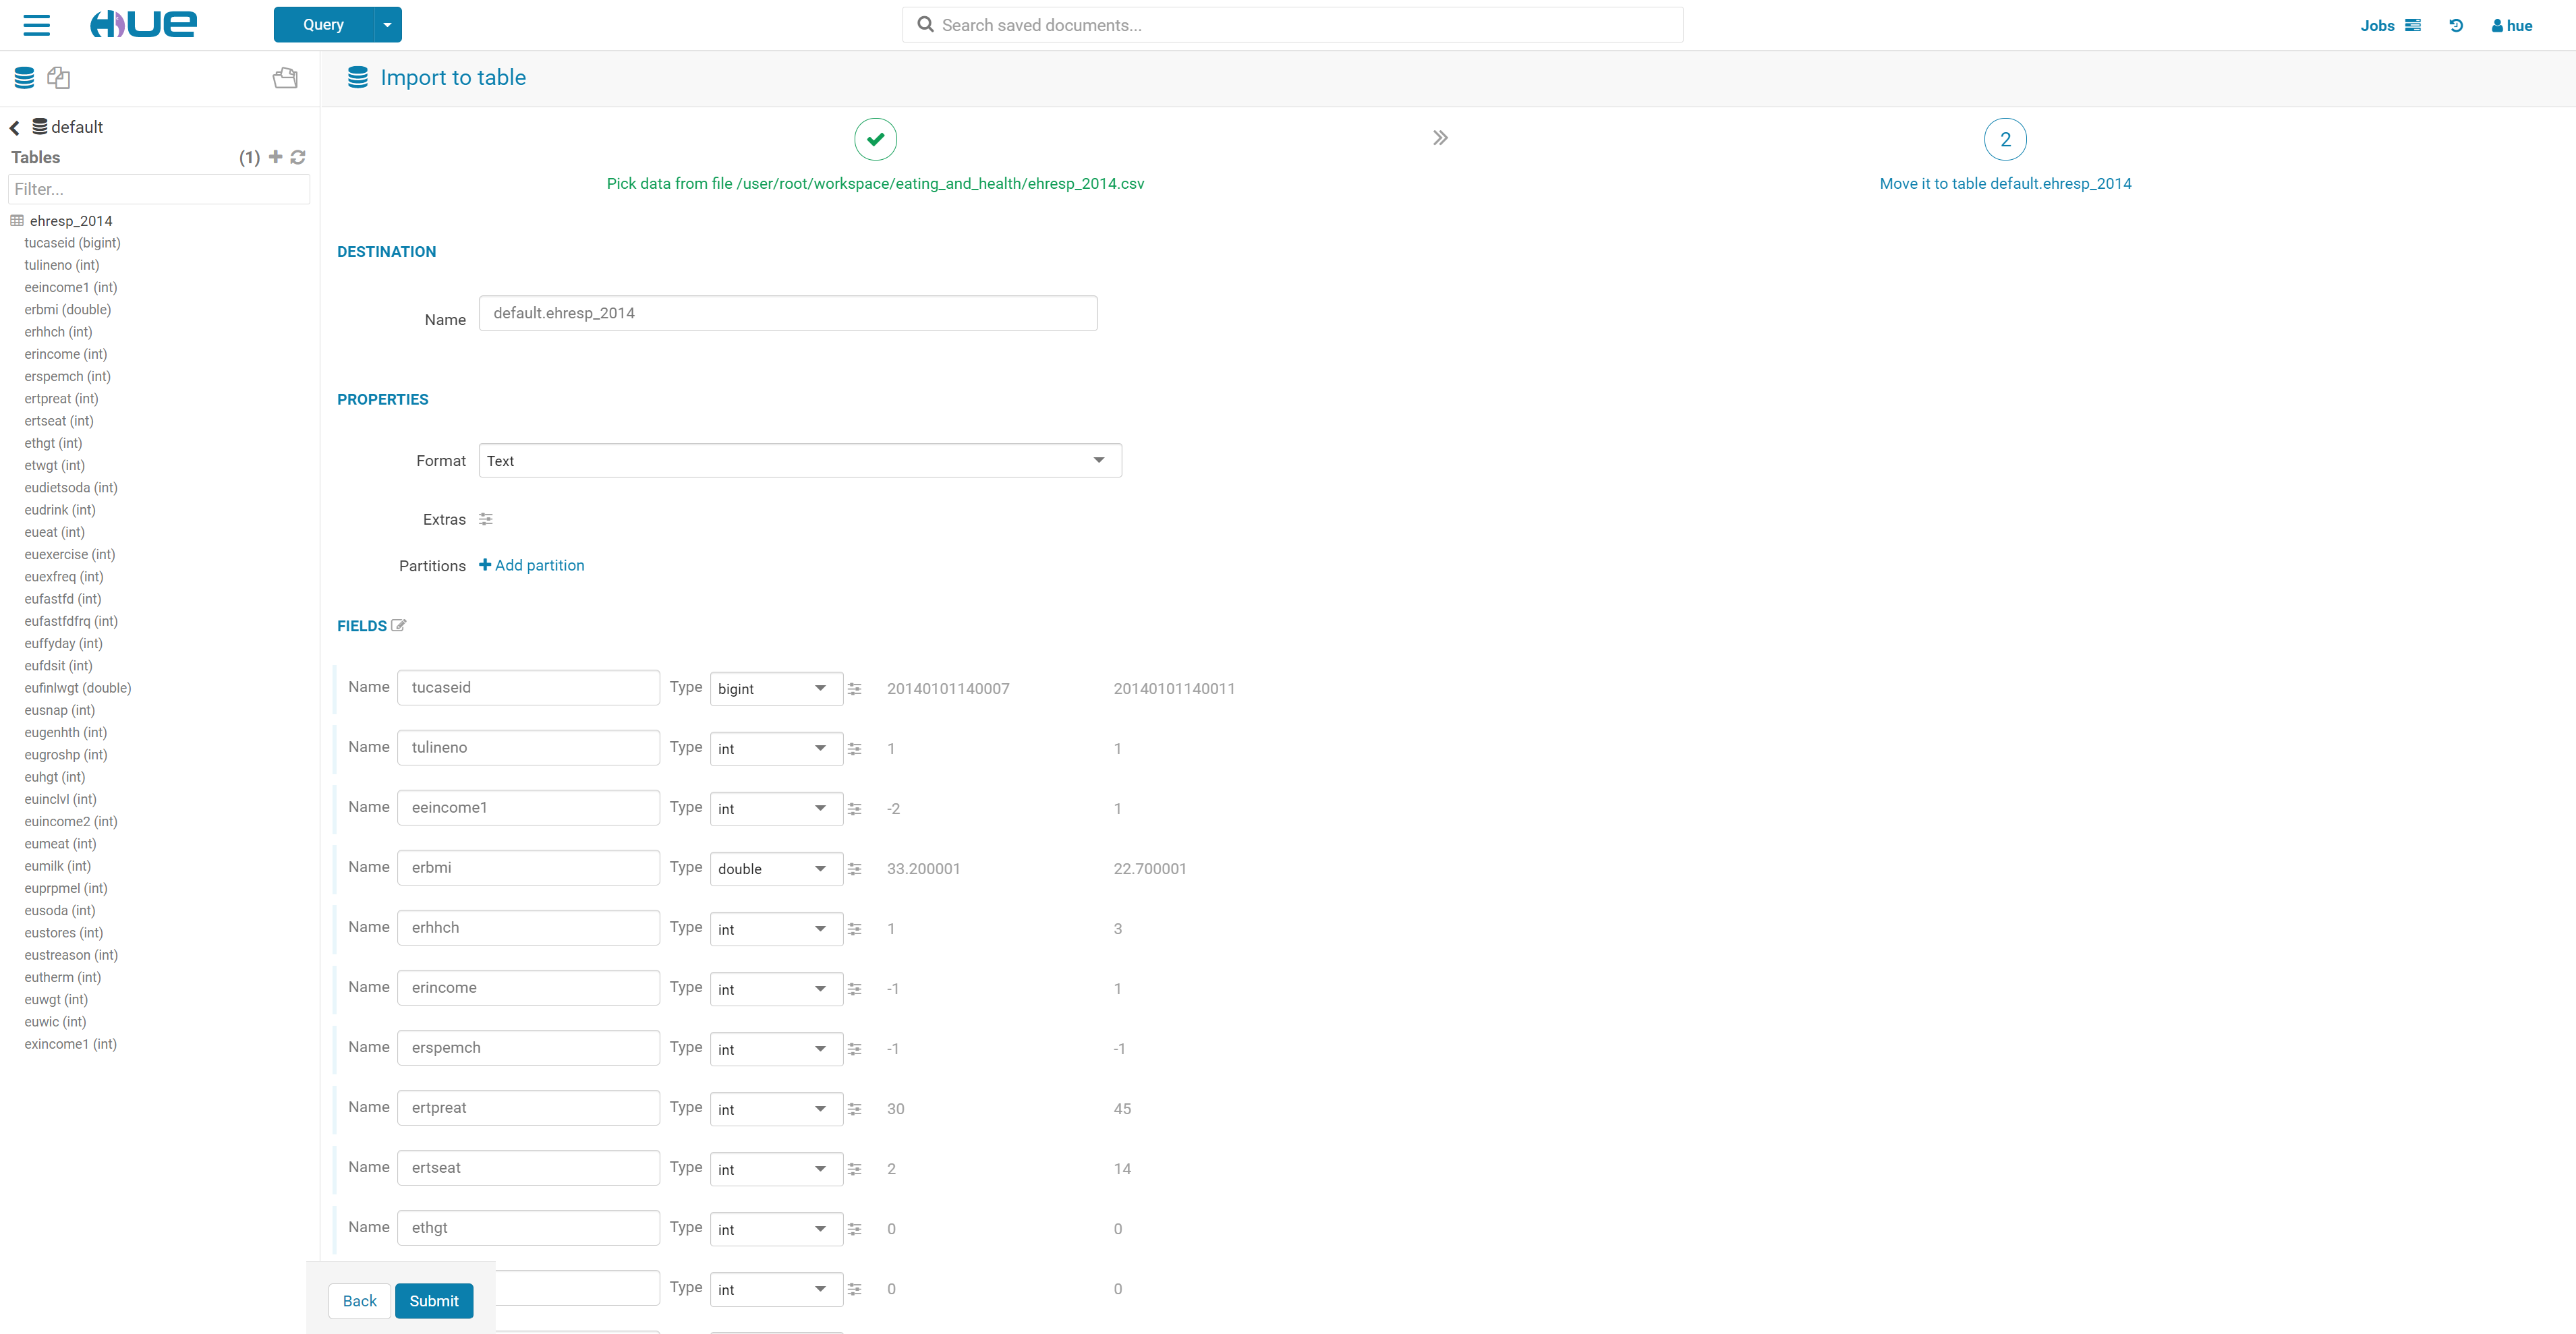 HUE
Query
Search saved documents...
Jobs
hue
Import to table
default
Tables (1)
Filter...
ehresp_2014
tucaseid (bigint)
tulineno (int)
eeincome1 (int)
erbmi (double)
erhhch (int)
erincome (int)
erspemch (int)
ertpreat (int)
ertseat (int)
ethgt (int)
etwgt (int)
eudietsoda (int)
eudrink (int)
eueat (int)
euexercise (int)
euexfreq (int)
eufastfd (int)
eufastfdfrq (int)
euffyday (int)
eufdsit (int)
eufinlwgt (double)
eusnap (int)
eugenhth (int)
eugroshp (int)
euhgt (int)
euinclvl (int)
euincome2 (int)
eumeat (int)
eumilk (int)
euprpmel (int)
eusoda (int)
eustores (int)
eustreason (int)
eutherm (int)
euwgt (int)
euwic (int)
exincome1 (int)
Pick data from file /user/root/workspace/eating_and_health/ehresp_2014.csv
2
Move it to table default.ehresp_2014
DESTINATION
Name default.ehresp_2014
PROPERTIES
Format Text
Extras
Partitions Add partition
FIELDS
Name tucaseid Type bigint 20140101140007 20140101140011
Name tulineno Type int 1 1
Name eeincome1 Type int -2 1
Name erbmi Type double 33.200001 22.700001
Name erhhch Type int 1 3
Name erincome Type int -1 1
Name erspemch Type int -1 -1
Name ertpreat Type int 30 45
Name ertseat Type int 2 14
Name ethgt Type int 0 0
Type int 0 0
Back Submit